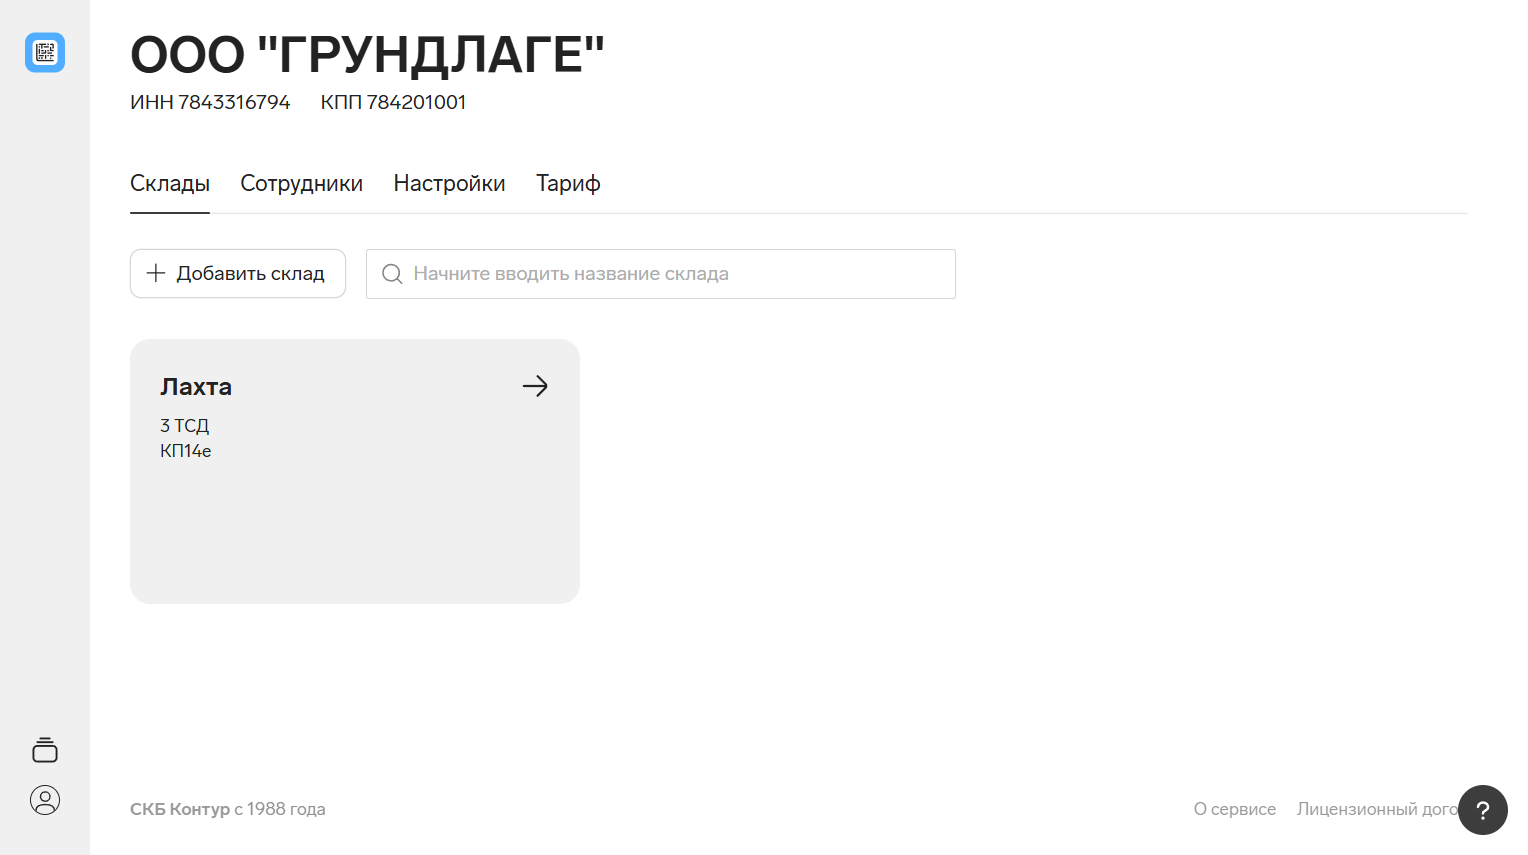 ООО "ГРУНДЛАГЕ"
ИНН 7843316794 КПП 784201001
Склады Сотрудники Настройки Тариф
Добавить склад
Начните вводить название склада
Лахта
3 ТСД
КП14е
СКБ Контур с 1988 года
О сервисе Лицензионный дого
?